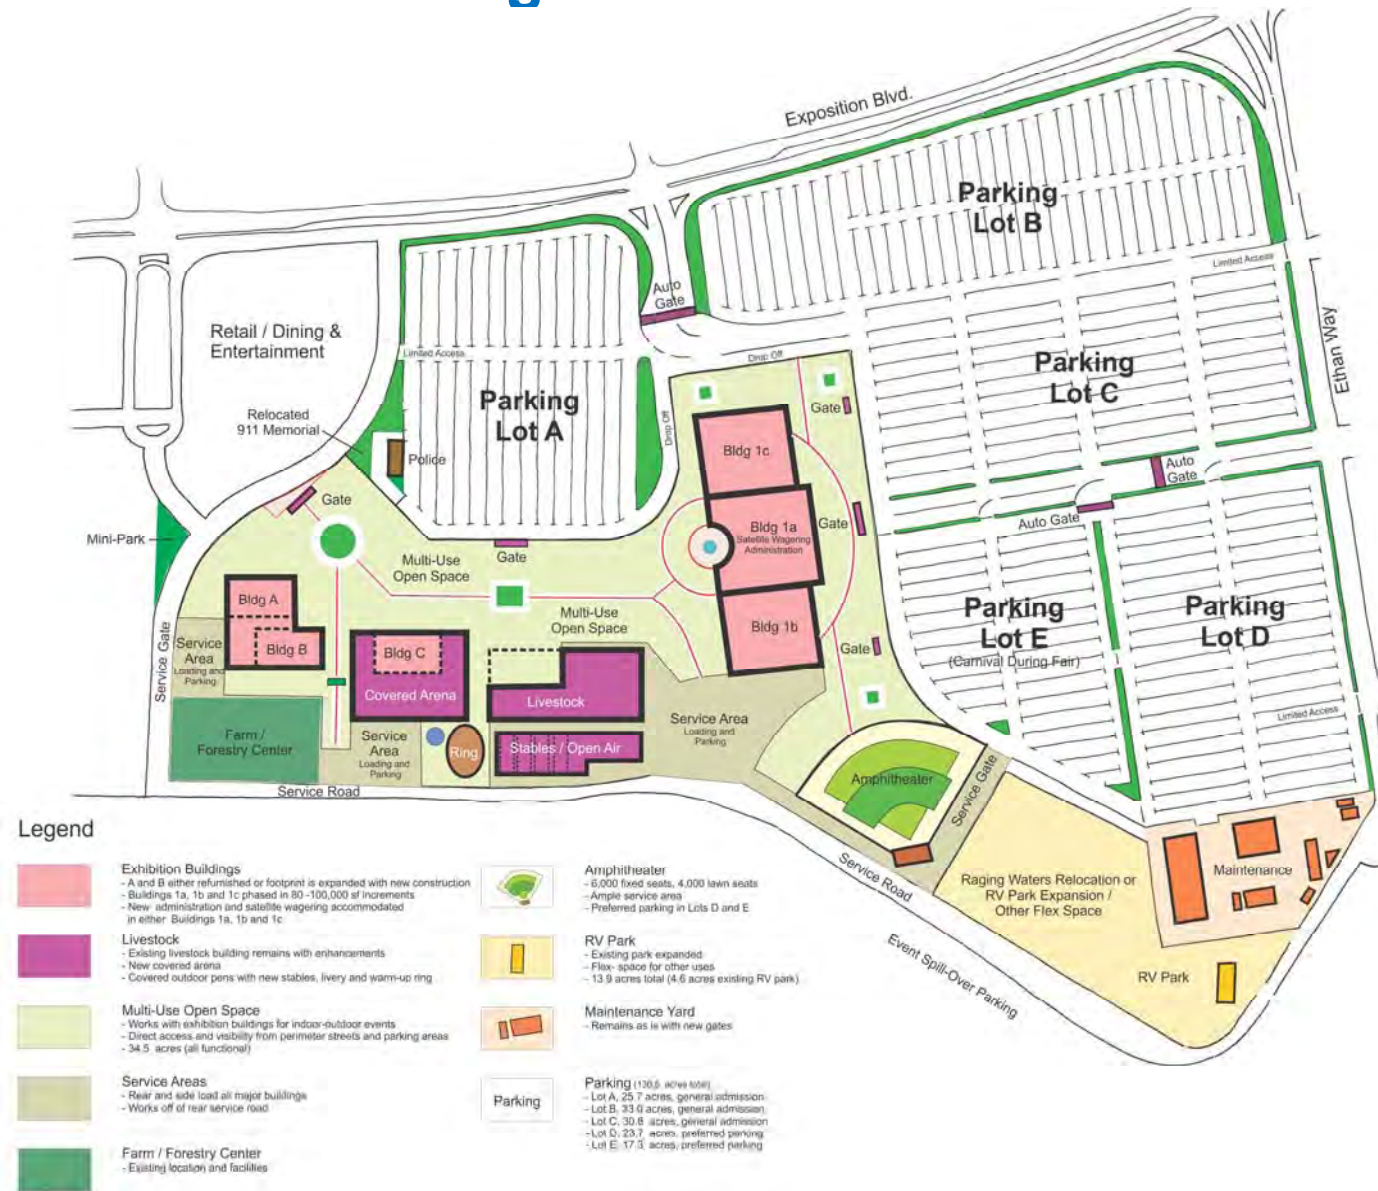 Exposition Blvd.
Parking
Lot B
Limited Access
Auto
Gate
Retail / Dining &
Entertainment
Limited Access
Drop Off
Ethan Way
Parking
Lot C
Parking
Lot A
Relocated
911 Memorial
Drop Off
Gate
Police
Bldg 1c
Auto
Gate
Gate
Auto Gate
Mini-Park
Gate
Gate
Bldg 1a
Satellite Wagering
Administration
Multi-Use
Open Space
Bldg A
Multi-Use
Open Space
Bldg 1b
Parking
Lot E
(Carnival During Fair)
Parking
Lot D
Service Gate
Service
Area
Loading and
Parking
Bldg B
Bldg C
Gate
Covered Arena
Livestock
Service Area
Loading and
Parking
Limited Access
Farm /
Forestry Center
Service
Area
Loading and
Parking
Ring
Stables / Open Air
Amphitheater
Service Gate
Service Road
Service Road
Raging Waters Relocation or
RV Park Expansion /
Other Flex Space
Maintenance
Event Spill-Over Parking
RV Park
Legend
Exhibition Buildings
- A and B either refurnished or footprint is expanded with new construction
- Buildings 1a, 1b and 1c phased in 80 -100,000 sf increments
- New administration and satellite wagering accommodated
in either Buildings 1a, 1b and 1c
Livestock
- Existing livestock building remains with enhancements
- New covered arena
- Covered outdoor pens with new stables, livery and warm-up ring
Multi-Use Open Space
- Works with exhibition buildings for indoor-outdoor events
- Direct access and visibility from perimeter streets and parking areas
- 34.5 acres (all functional)
Service Areas
- Rear and side load all major buildings
- Works off of rear service road
Farm / Forestry Center
- Existing location and facilities
Amphitheater
- 6,000 fixed seats, 4,000 lawn seats
- Ample service area
- Preferred parking in Lots D and E
RV Park
- Existing park expanded
- Flex- space for other uses
- 13.9 acres total (4.6 acres existing RV park)
Maintenance Yard
- Remains as is with new gates
Parking
Parking (130.5 acres total)
- Lot A, 25.7 acres, general admission
- Lot B, 33.0 acres, general admission
- Lot C, 30.8 acres, general admission
- Lot D, 23.7 acres, preferred parking
- Lot E, 17.3 acres, preferred parking